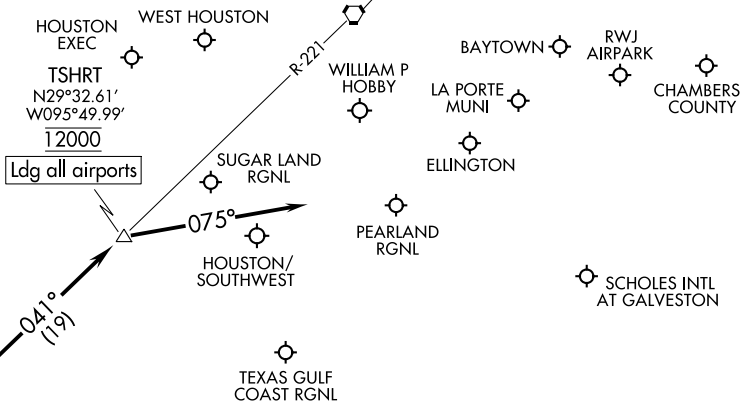 HOUSTON
EXEC
WEST HOUSTON
TSHRT
N29°32.61'
W095°49.99'
12000
Ldg all airports
R-221
WILLIAM P
HOBBY
BAYTOWN
RWJ
AIRPARK
LA PORTE
MUNI
CHAMBERS
COUNTY
ELLINGTON
SUGAR LAND
RGNL
075°
PEARLAND
RGNL
HOUSTON/
SOUTHWEST
SCHOLES INTL
AT GALVESTON
041°
(19)
TEXAS GULF
COAST RGNL